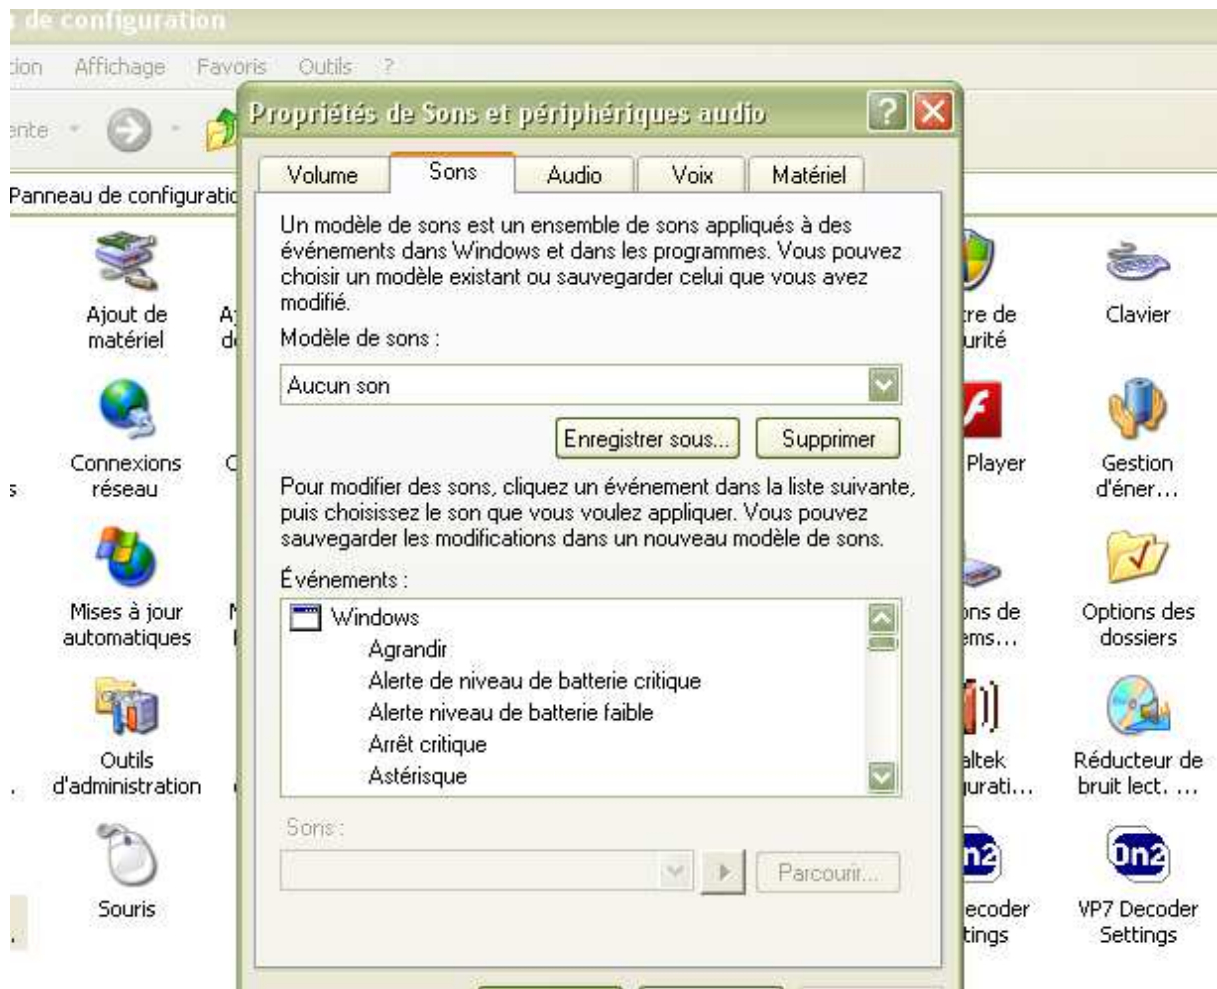 de configuration
Affichage Favoris Outils ?
Propriétés de Sons et périphériques audio
Panneau de configuratio
Volume Sons Audio Voix Matériel
Un modèle de sons est un ensemble de sons appliqués à des
événements dans Windows et dans les programmes. Vous pouvez
choisir un modèle existant ou sauvegarder celui que vous avez
modifié.
Modèle de sons :
Aucun son
Enregistrer sous... Supprimer
Pour modifier des sons, cliquez un événement dans la liste suivante,
puis choisissez le son que vous voulez appliquer. Vous pouvez
sauvegarder les modifications dans un nouveau modèle de sons.
Événements :
Windows
Agrandir
Alerte de niveau de batterie critique
Alerte niveau de batterie faible
Arrêt critique
Astérisque
Sons :
Parcourir...
Ajout de
matériel
Connexions
réseau
Mises à jour
automatiques
Outils
d'administration
Souris
Clavier
Player
Gestion
d'éner...
Options des
dossiers
Réducteur de
bruit lect. ...
VP7 Decoder
Settings